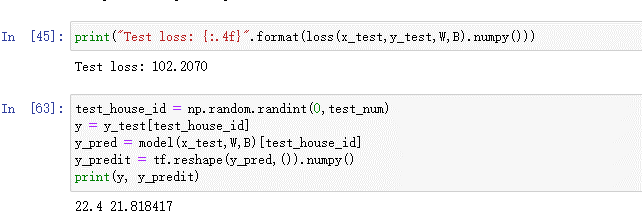 In [45]: print("Test loss: {:.4f}".format(loss(x_test,y_test,W,B).numpy()))
Test loss: 102.2070
In [63]: test_house_id = np.random.randint(0,test_num)
y = y_test[test_house_id]
y_pred = model(x_test,W,B)[test_house_id]
y_predit = tf.reshape(y_pred,()).numpy()
print(y, y_predit)
22.4 21.818417